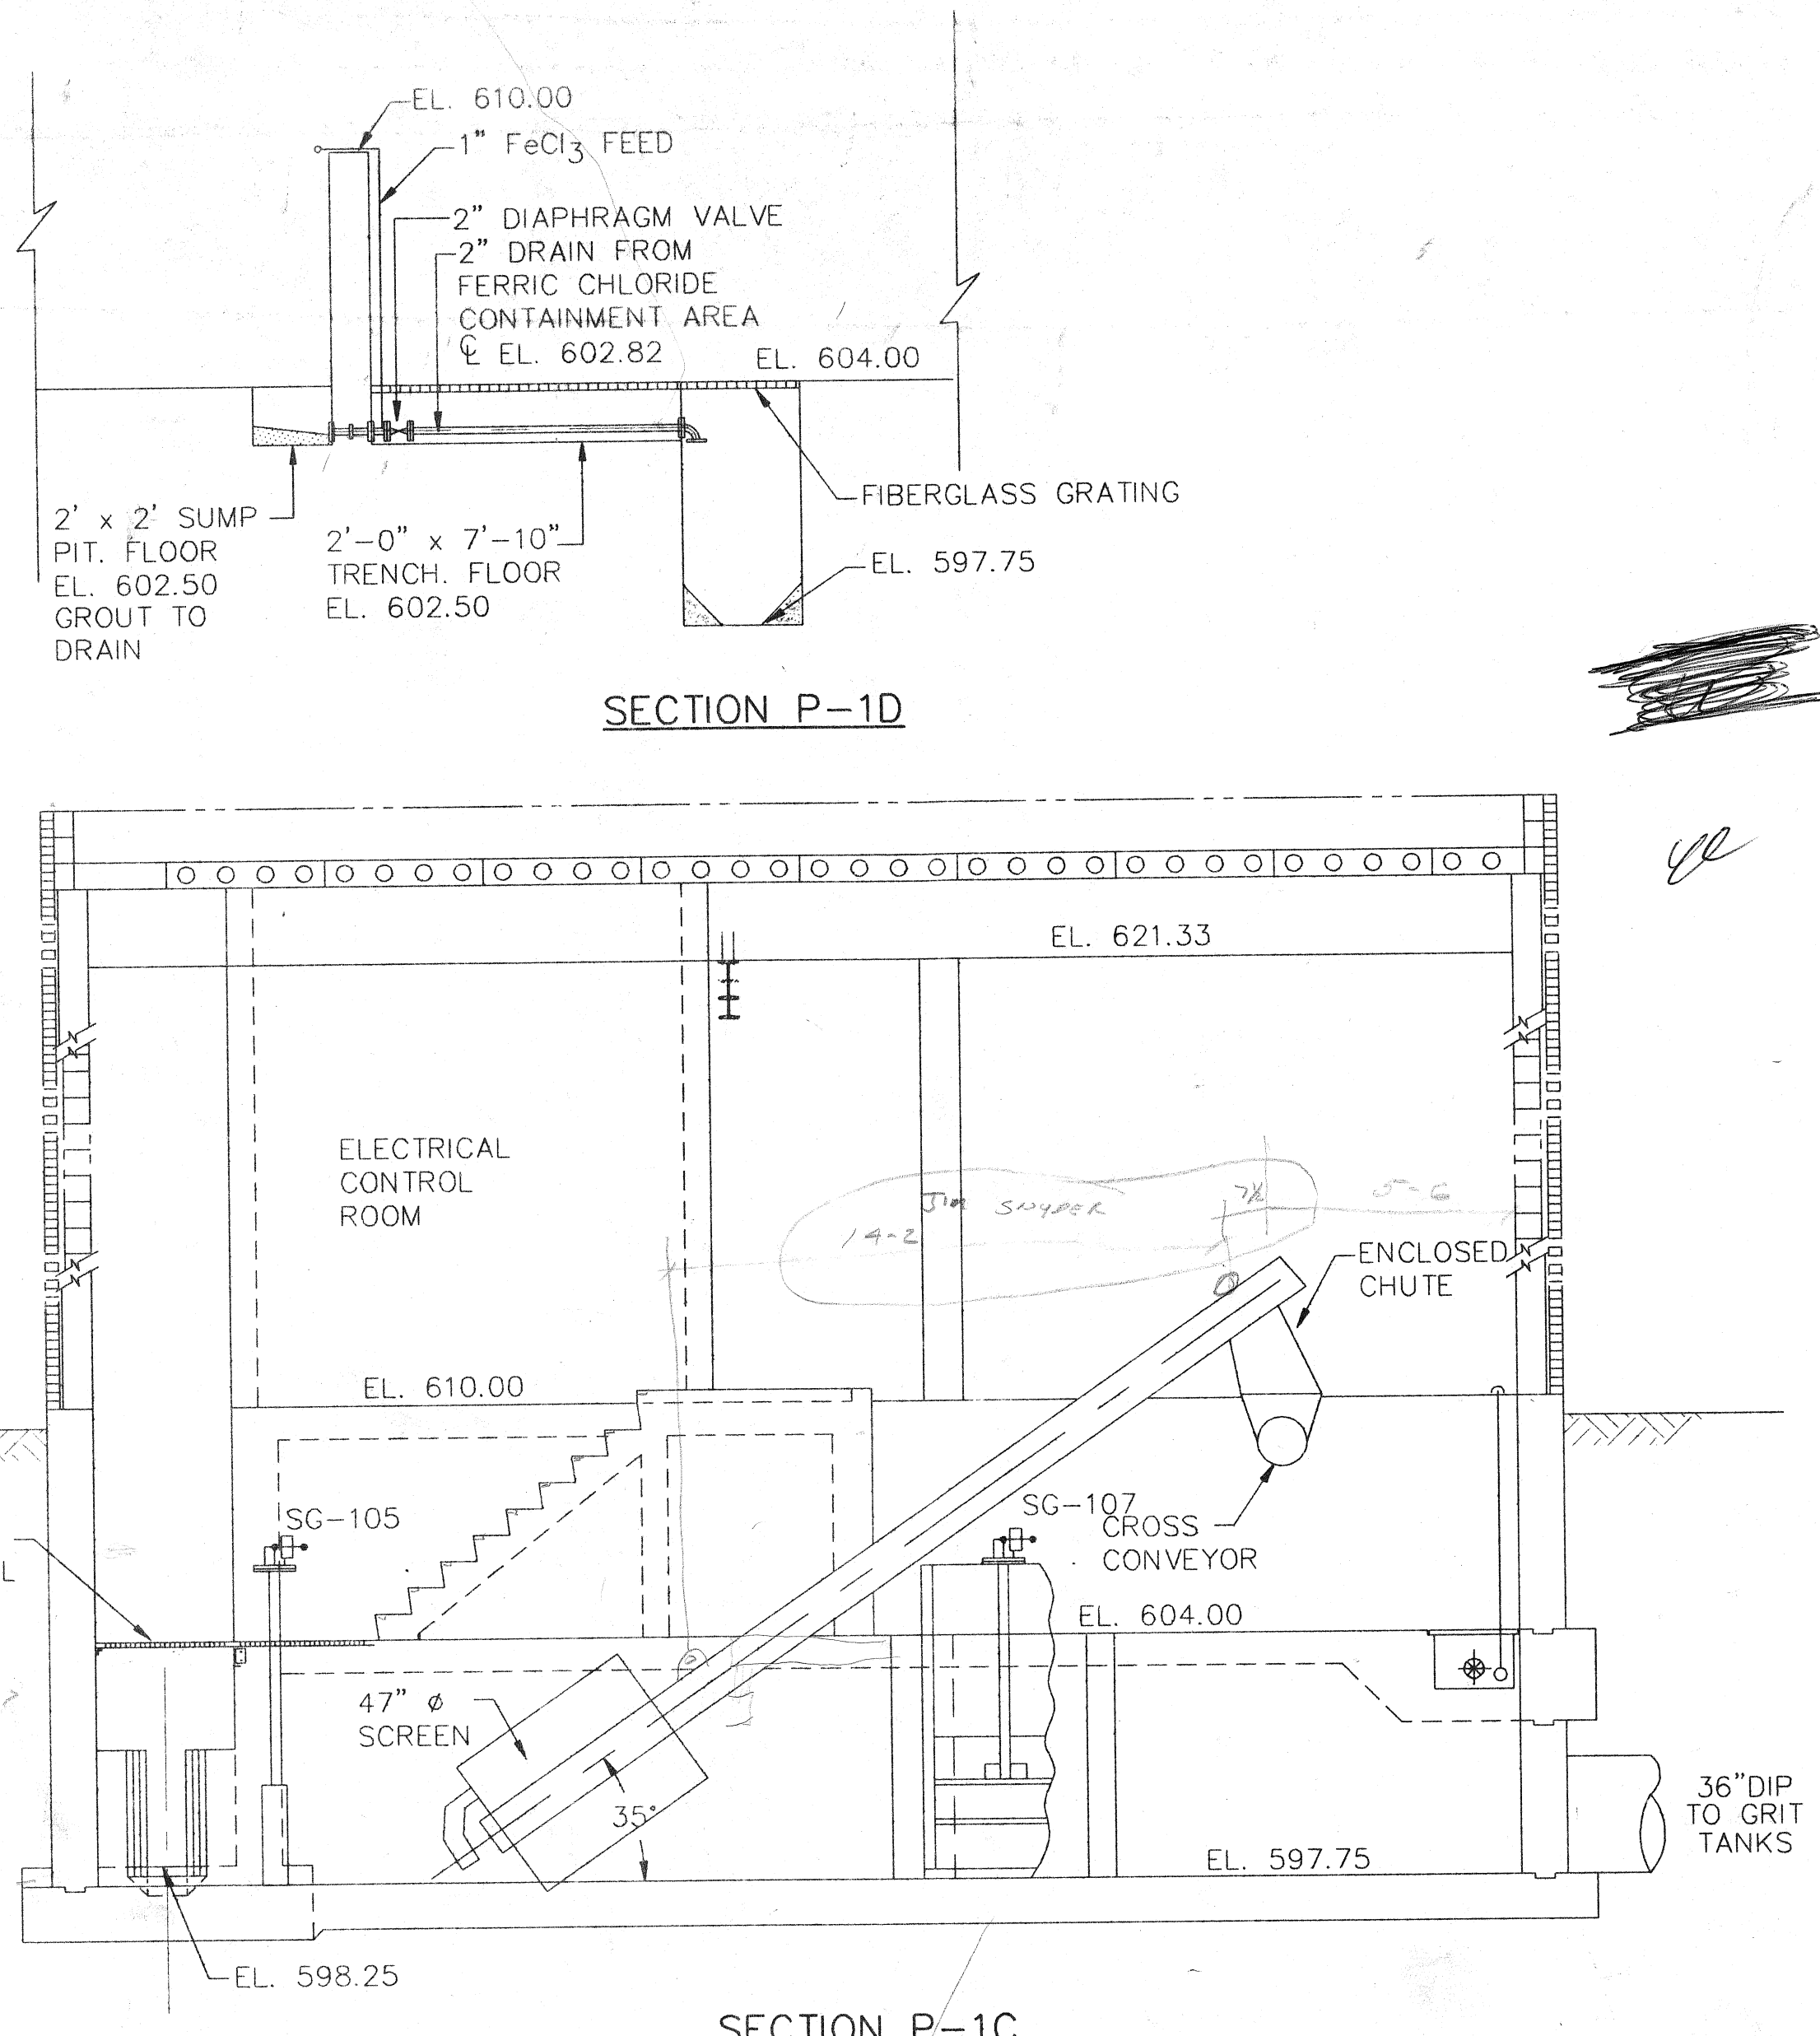 EL. 610.00
1" FeCl3 FEED
2" DIAPHRAGM VALVE
2" DRAIN FROM
FERRIC CHLORIDE
CONTAINMENT AREA
℄ EL. 602.82
EL. 604.00
FIBERGLASS GRATING
2' x 2' SUMP
PIT. FLOOR
EL. 602.50
GROUT TO
DRAIN
2'-0" x 7'-10"
TRENCH. FLOOR
EL. 602.50
EL. 597.75
SECTION P-1D
EL. 621.33
ELECTRICAL
CONTROL
ROOM
JIM SNYDER
14-2
5-6
ENCLOSED
CHUTE
EL. 610.00
SG-105
SG-107
CROSS
CONVEYOR
L
EL. 604.00
47" ø
SCREEN
35°
36"DIP
TO GRIT
TANKS
EL. 597.75
EL. 598.25
SECTION P-1C